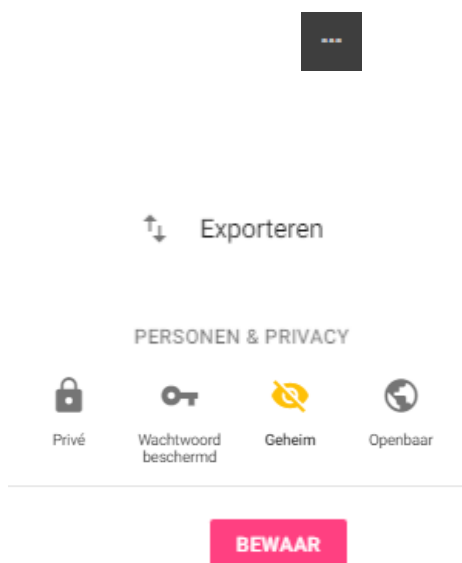 Exporteren
PERSONEN & PRIVACY
Privé
Wachtwoord
beschermd
Geheim
Openbaar
BEWAAR